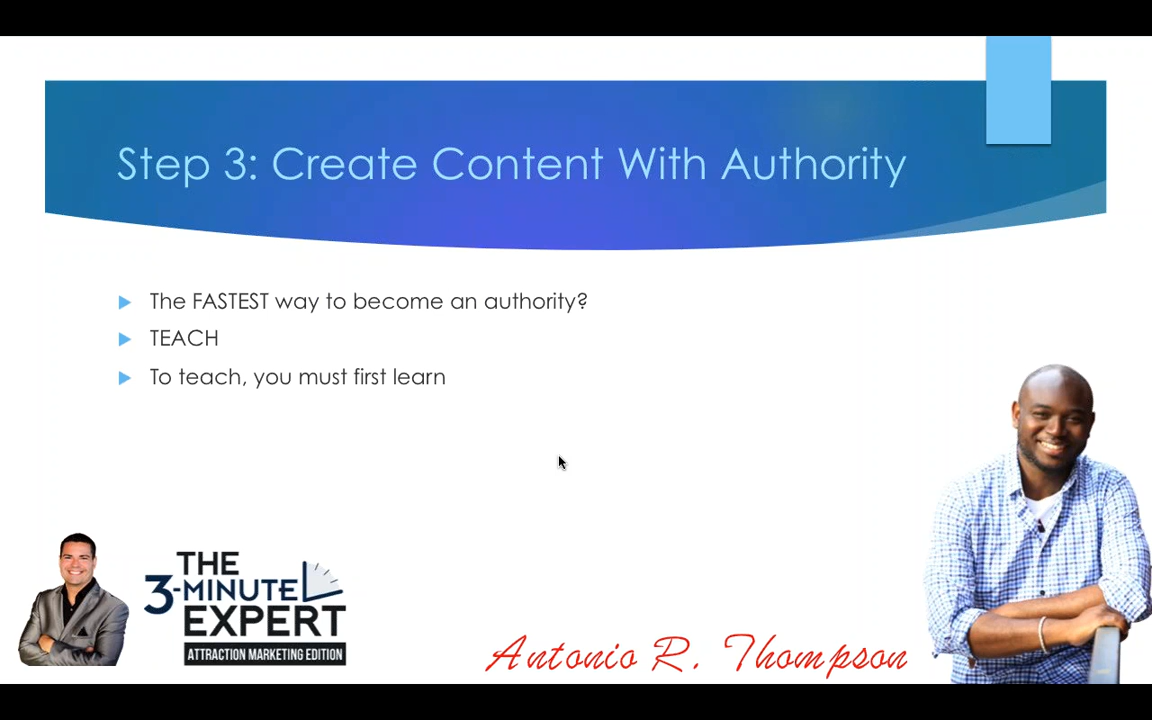 Step 3: Create Content With Authority
The FASTEST way to become an authority?
TEACH
To teach, you must first learn
THE
3-MINUTE
EXPERT
ATTRACTION MARKETING EDITION
Antonio R. Thompson